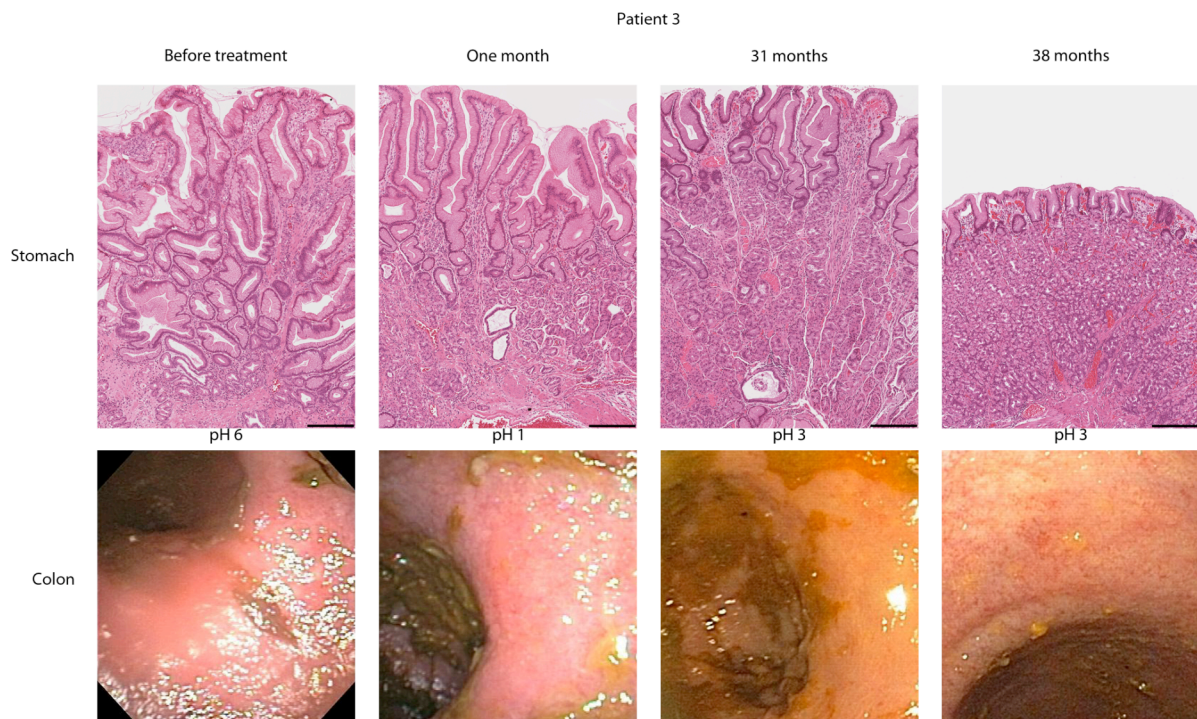 Patient 3
Before treatment
One month
31 months
38 months
Stomach
pH 6
pH 1
pH 3
pH 3
Colon